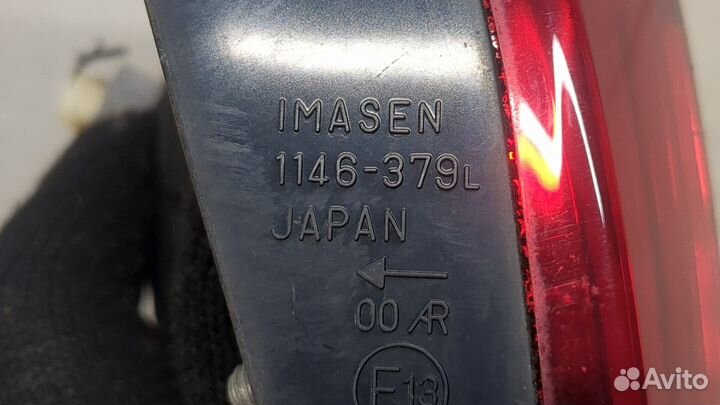 IMASEN
1146-379L
JAPAN
←
00 AR
E13
Avito